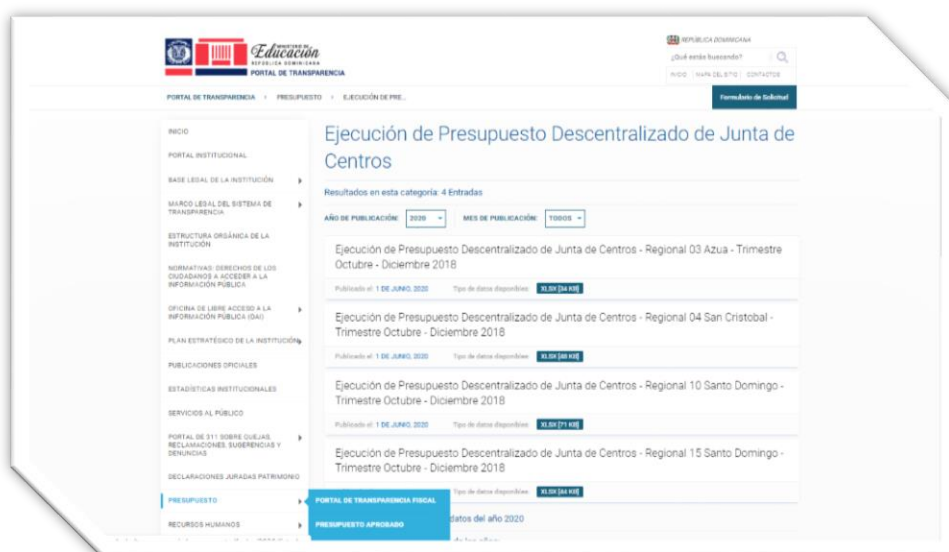 MINISTERIO DE
Educación
REPÚBLICA DOMINICANA
PORTAL DE TRANSPARENCIA
REPÚBLICA DOMINICANA
¿Qué estás buscando?
INICIO | MAPA DEL SITIO | CONTACTOS
PORTAL DE TRANSPARENCIA › PRESUPUESTO › EJECUCIÓN DE PRE...
Formulario de Solicitud
INICIO
PORTAL INSTITUCIONAL
BASE LEGAL DE LA INSTITUCIÓN
MARCO LEGAL DEL SISTEMA DE
TRANSPARENCIA
ESTRUCTURA ORGÁNICA DE LA
INSTITUCIÓN
NORMATIVAS: DERECHOS DE LOS
CIUDADANOS A ACCEDER A LA
INFORMACIÓN PÚBLICA
OFICINA DE LIBRE ACCESO A LA
INFORMACIÓN PÚBLICA (OAI)
PLAN ESTRATÉGICO DE LA INSTITUCIÓN
PUBLICACIONES OFICIALES
ESTADÍSTICAS INSTITUCIONALES
SERVICIOS AL PÚBLICO
PORTAL DE 311 SOBRE QUEJAS,
RECLAMACIONES, SUGERENCIAS Y
DENUNCIAS
DECLARACIONES JURADAS PATRIMONIO
PRESUPUESTO
RECURSOS HUMANOS
PORTAL DE TRANSPARENCIA FISCAL
PRESUPUESTO APROBADO
Ejecución de Presupuesto Descentralizado de Junta de
Centros
Resultados en esta categoría: 4 Entradas
AÑO DE PUBLICACIÓN: 2020 MES DE PUBLICACIÓN: TODOS
Ejecución de Presupuesto Descentralizado de Junta de Centros - Regional 03 Azua - Trimestre
Octubre - Diciembre 2018
Publicado el: 1 DE JUNIO, 2020 Tipo de datos disponibles: XLSX [34 KB]
Ejecución de Presupuesto Descentralizado de Junta de Centros - Regional 04 San Cristobal -
Trimestre Octubre - Diciembre 2018
Publicado el: 1 DE JUNIO, 2020 Tipo de datos disponibles: XLSX [48 KB]
Ejecución de Presupuesto Descentralizado de Junta de Centros - Regional 10 Santo Domingo -
Trimestre Octubre - Diciembre 2018
Publicado el: 1 DE JUNIO, 2020 Tipo de datos disponibles: XLSX [71 KB]
Ejecución de Presupuesto Descentralizado de Junta de Centros - Regional 15 Santo Domingo -
Trimestre Octubre - Diciembre 2018
Tipo de datos disponibles: XLSX
datos del año 2020